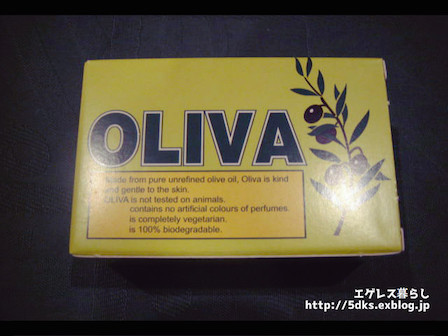 OLIVA
Made from pure unrefined olive oil, Oliva is kind
and gentle to the skin.
OLIVA is not tested on animals.
contains no artificial colours of perfumes.
is completely vegetarian.
is 100% biodegradable.
エゲレス暮らし
http://5dks.exblog.jp